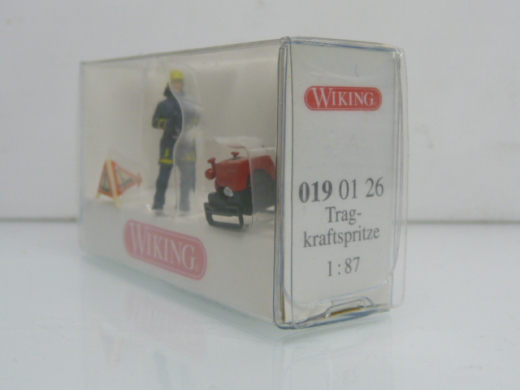 WIKING
WIKING
019 01 26
Trag-
kraftspritze
1:87